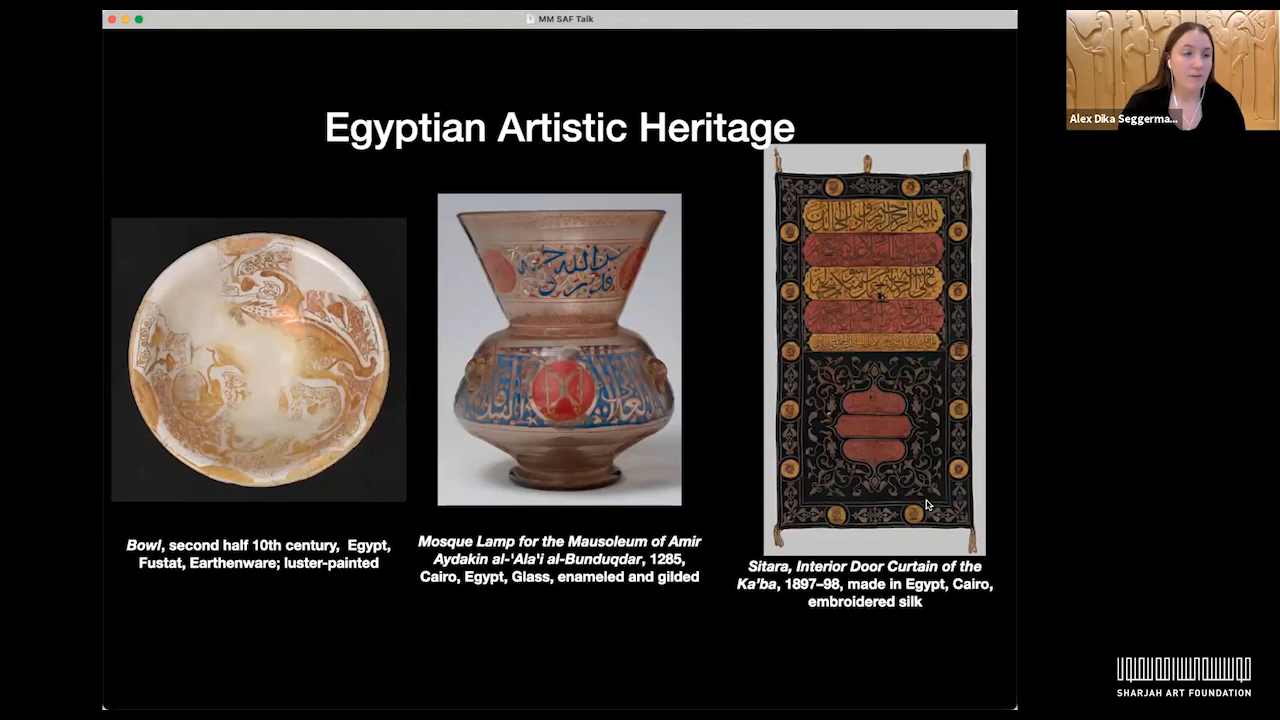 MM SAF Talk
Alex Dika Seggerma...
Egyptian Artistic Heritage
Bowl, second half 10th century, Egypt,
Fustat, Earthenware; luster-painted
Mosque Lamp for the Mausoleum of Amir
Aydakin al-'Ala'i al-Bunduqdar, 1285,
Cairo, Egypt, Glass, enameled and gilded
Sitara, Interior Door Curtain of the
Ka’ba, 1897–98, made in Egypt, Cairo,
embroidered silk
SHARJAH ART FOUNDATION